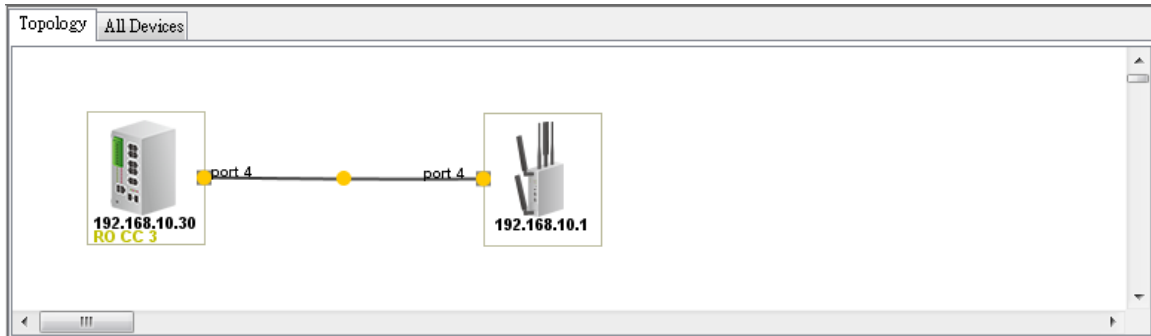 Topology All Devices
port 4 port 4
192.168.10.30 192.168.10.1
RO CC 3